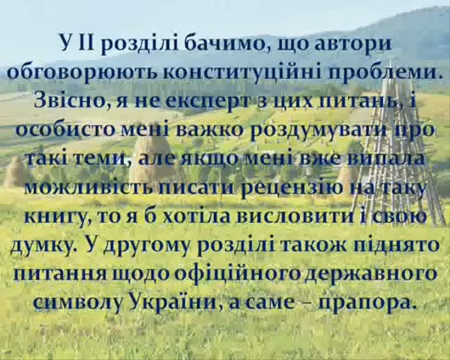 У ІІ розділі бачимо, що автори
обговорюють конституційні проблеми.
Звісно, я не експерт з цих питань, і
особисто мені важко роздумувати про
такі теми, але якщо мені вже випала
можливість писати рецензію на таку
книгу, то я б хотіла висловити і свою
думку. У другому розділі також піднято
питання щодо офіційного державного
символу України, а саме – прапора.